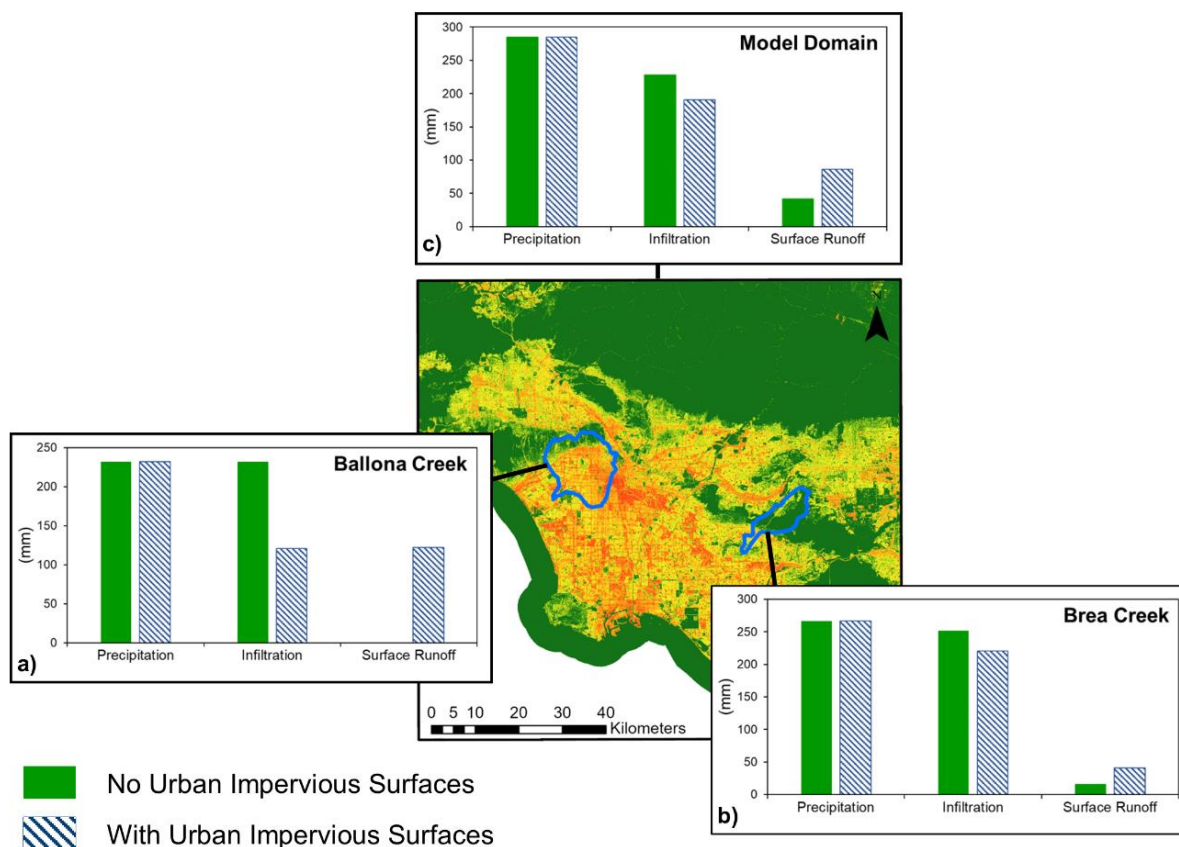 Model Domain
300
250
200
150
100
50
0
(mm)
Precipitation Infiltration Surface Runoff
c)
N
Ballona Creek
250
200
150
100
50
0
(mm)
Precipitation Infiltration Surface Runoff
a)
0 5 10 20 30 40
Kilometers
Brea Creek
300
250
200
150
100
50
0
(mm)
Precipitation Infiltration Surface Runoff
b)
No Urban Impervious Surfaces
With Urban Impervious Surfaces